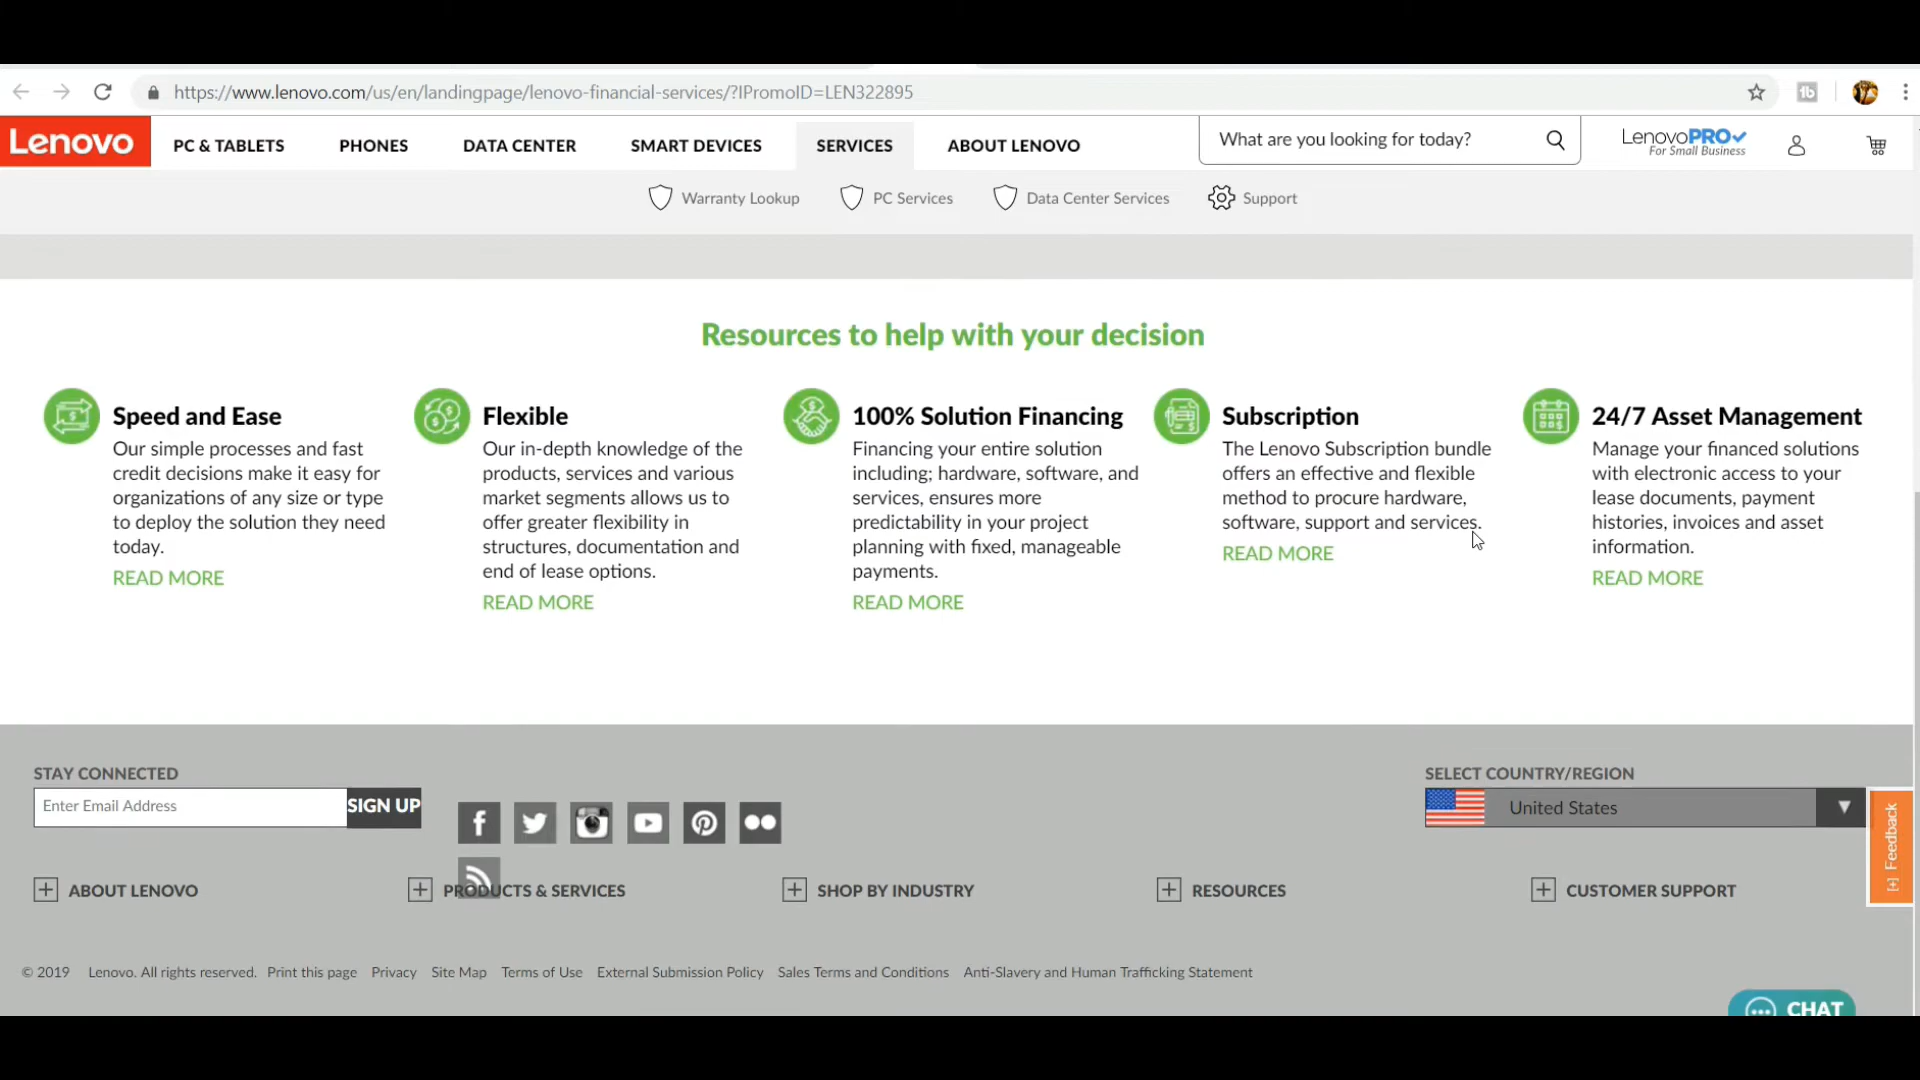 https://www.lenovo.com/us/en/landingpage/lenovo-financial-services/?IPromoID=LEN322895
Lenovo PC & TABLETS PHONES DATA CENTER SMART DEVICES SERVICES ABOUT LENOVO What are you looking for today? LenovoPRO
For Small Business
Warranty Lookup PC Services Data Center Services Support
Resources to help with your decision
Speed and Ease
Our simple processes and fast
credit decisions make it easy for
organizations of any size or type
to deploy the solution they need
today.
READ MORE
Flexible
Our in-depth knowledge of the
products, services and various
market segments allows us to
offer greater flexibility in
structures, documentation and
end of lease options.
READ MORE
100% Solution Financing
Financing your entire solution
including; hardware, software, and
services, ensures more
predictability in your project
planning with fixed, manageable
payments.
READ MORE
Subscription
The Lenovo Subscription bundle
offers an effective and flexible
method to procure hardware,
software, support and services.
READ MORE
24/7 Asset Management
Manage your financed solutions
with electronic access to your
lease documents, payment
histories, invoices and asset
information.
READ MORE
STAY CONNECTED
Enter Email Address SIGN UP
SELECT COUNTRY/REGION
United States
[+] Feedback
ABOUT LENOVO PRODUCTS & SERVICES SHOP BY INDUSTRY RESOURCES CUSTOMER SUPPORT
© 2019 Lenovo. All rights reserved. Print this page Privacy Site Map Terms of Use External Submission Policy Sales Terms and Conditions Anti-Slavery and Human Trafficking Statement
CHAT